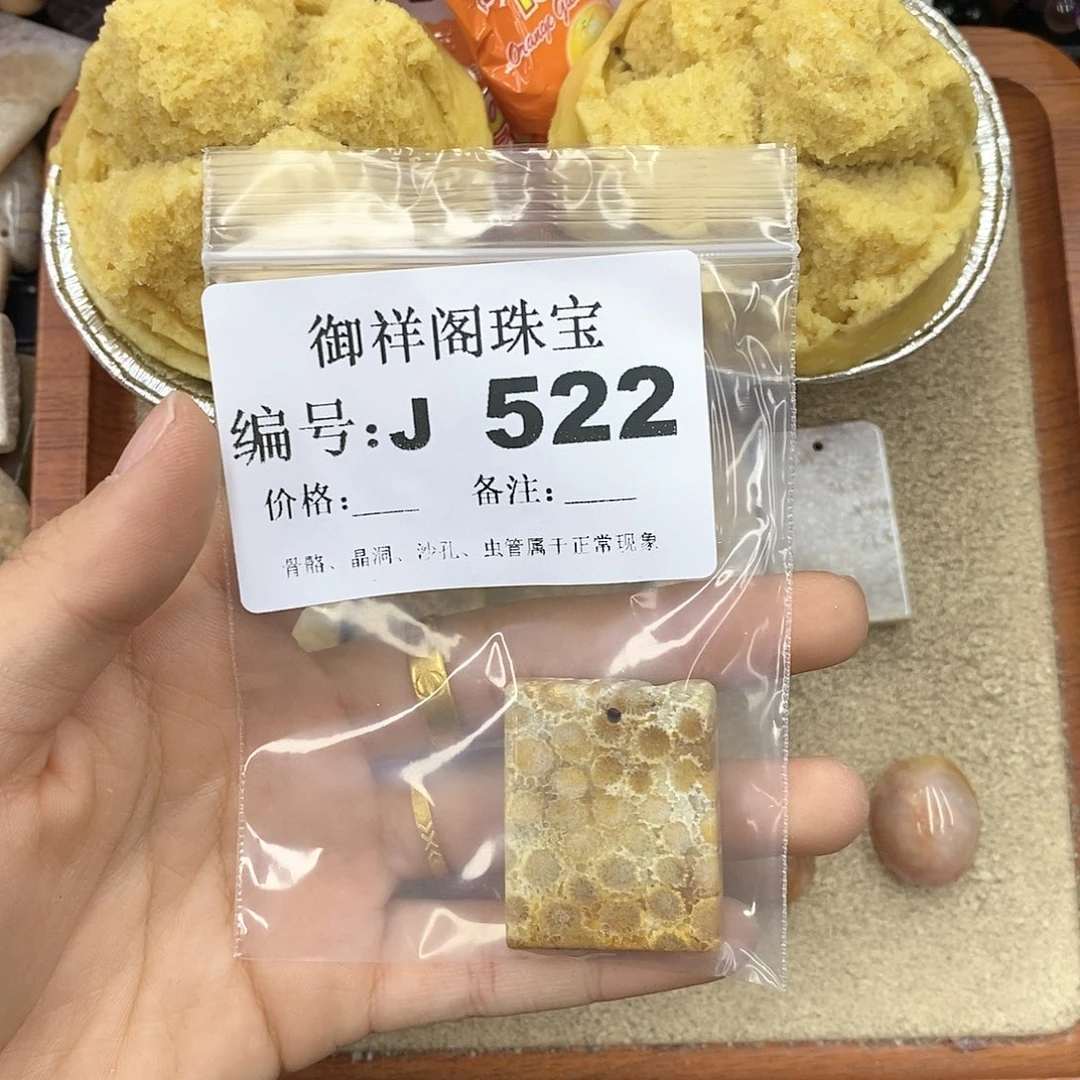 Orange
御祥阁珠宝
编号:J 522
价格:____ 备注:____
骨骼、晶洞、沙孔、虫管属于正常现象